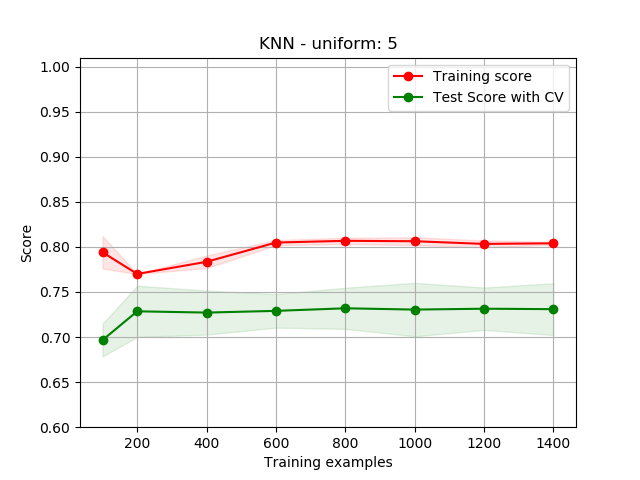 KNN - uniform: 5
Training score
Test Score with CV
1.00
0.95
0.90
0.85
0.80
0.75
0.70
0.65
0.60
Score
200 400 600 800 1000 1200 1400
Training examples